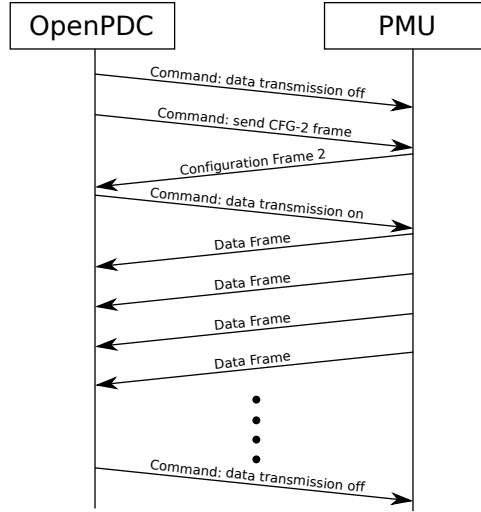 OpenPDC
PMU
Command: data transmission off
Command: send CFG-2 frame
Configuration Frame 2
Command: data transmission on
Data Frame
Data Frame
Data Frame
Data Frame
Command: data transmission off